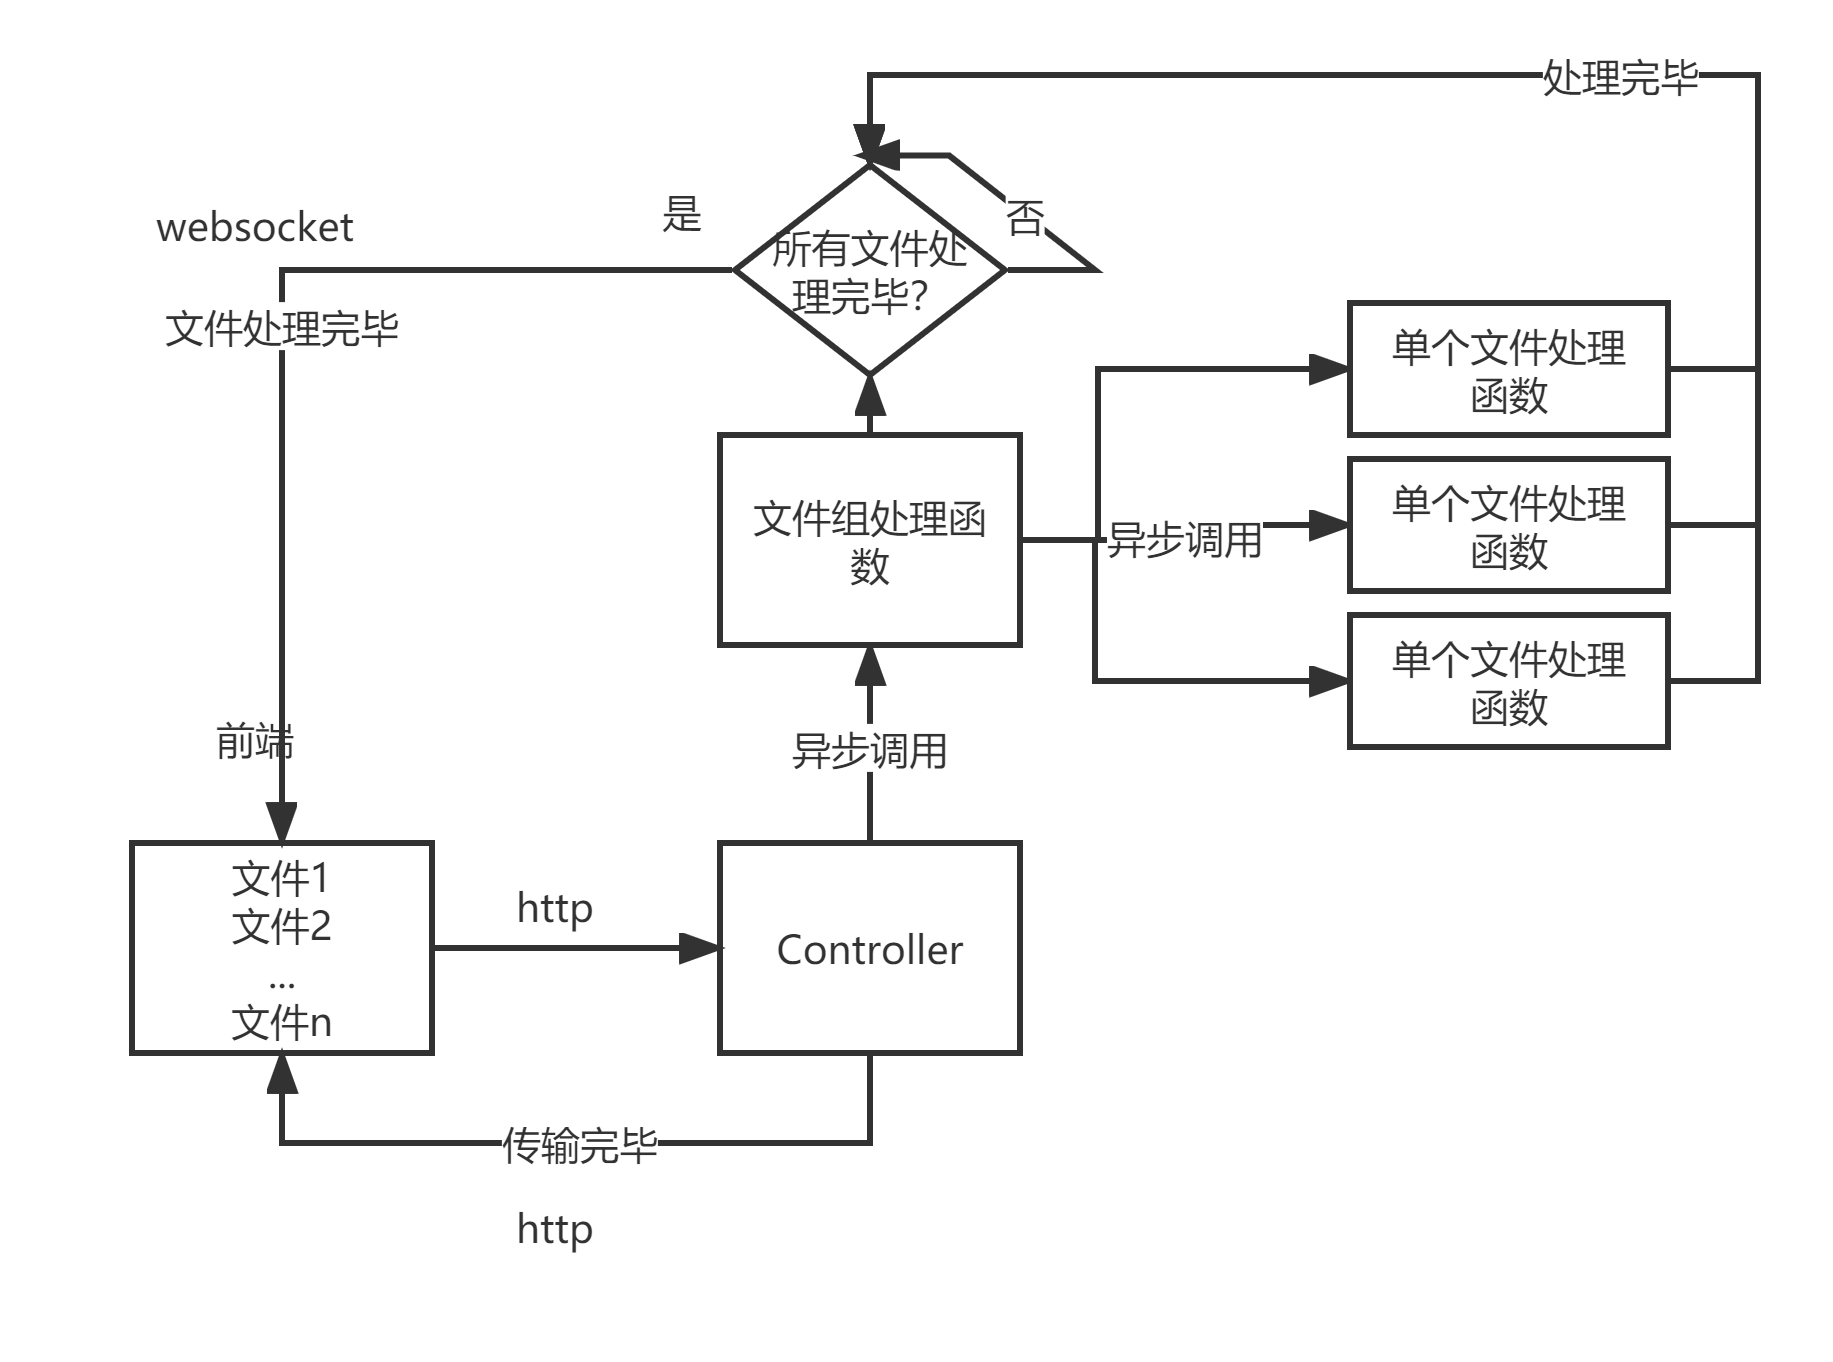 处理完毕
是
否
websocket
所有文件处
理完毕?
文件处理完毕
单个文件处理
函数
文件组处理函
数
异步调用
单个文件处理
函数
单个文件处理
函数
前端
异步调用
文件1
文件2
...
文件n
http
Controller
传输完毕
http